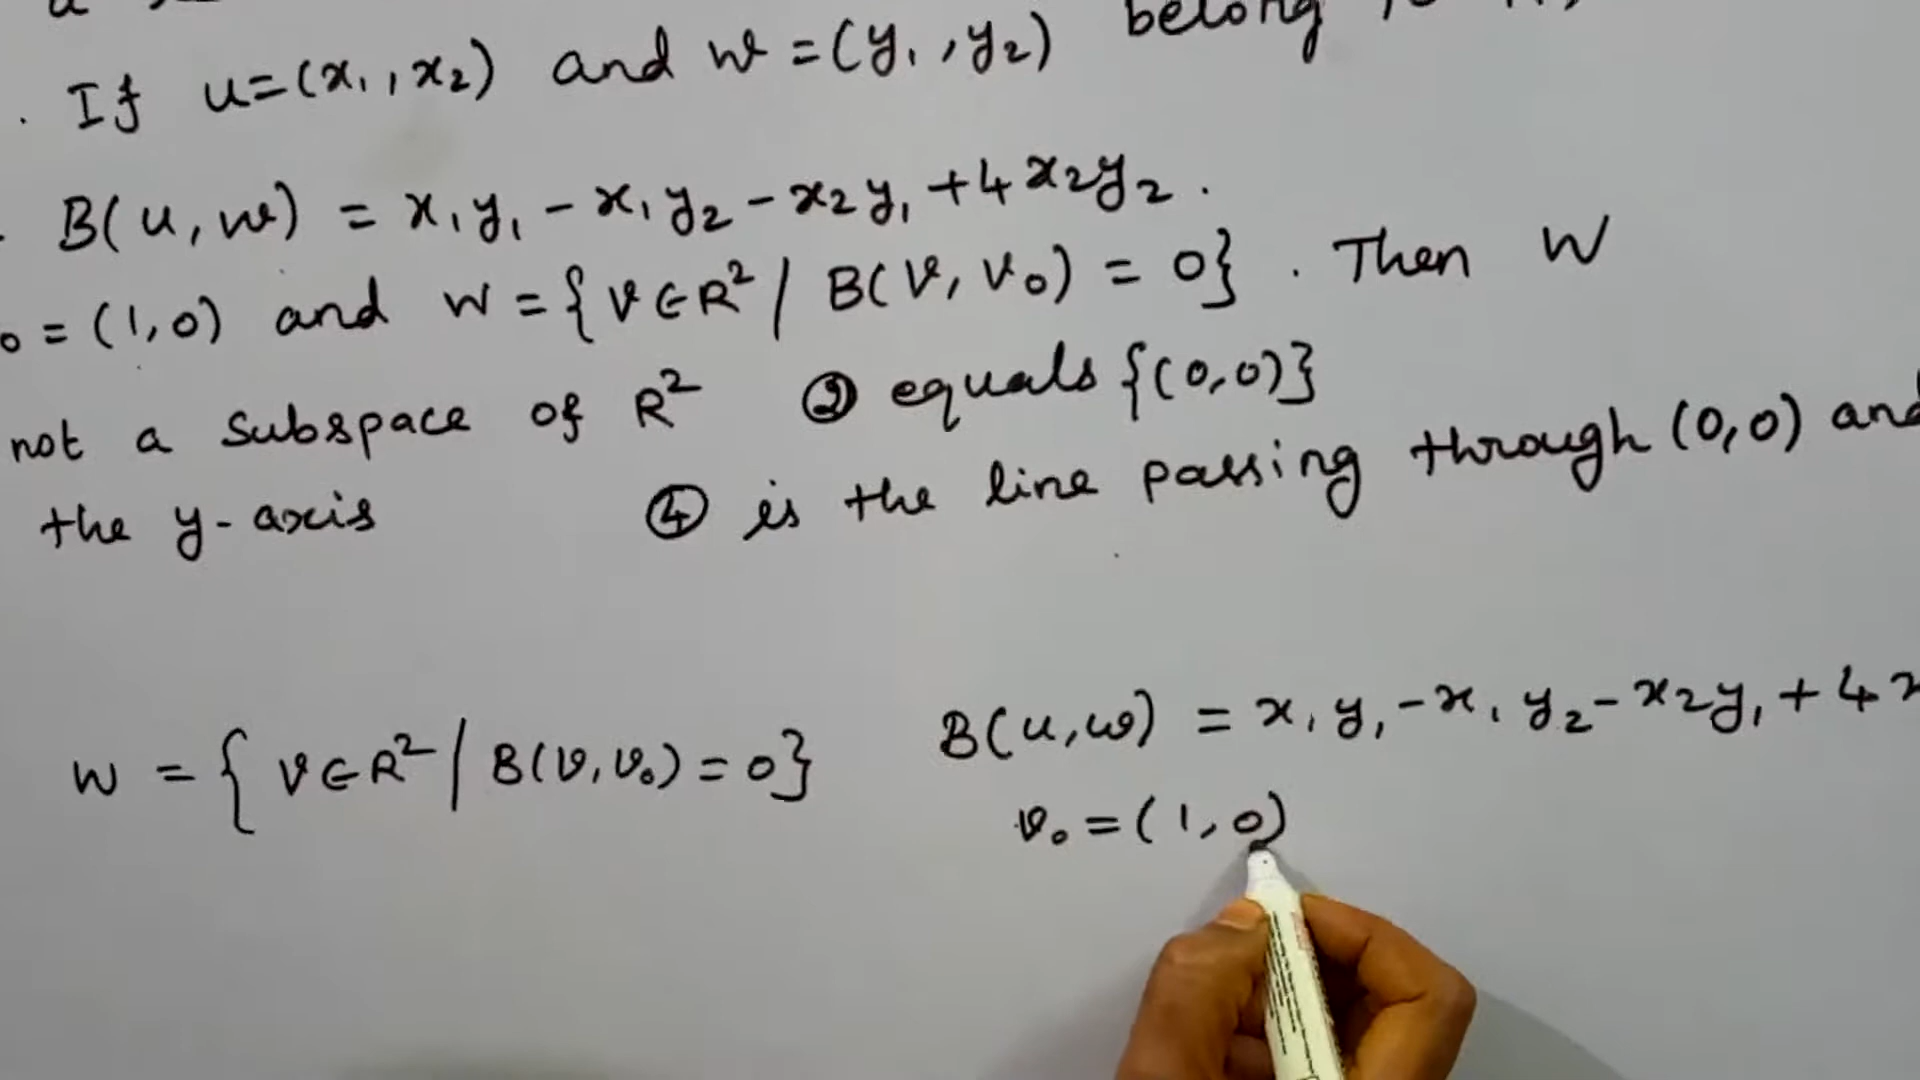 . If u=(x₁,x₂) and w=(y₁,y₂) belong
B(u,w) = x₁y₁ - x₁y₂ - x₂y₁ + 4x₂y₂.
₀ = (1,0) and W = {v∈R² / B(v,v₀) = 0}. Then W
not a subspace of R² ② equals {(0,0)}
the y-axis ④ is the line passing through (0,0) and
W = {v∈R² / B(v,v₀) = 0}
B(u,w) = x₁y₁ - x₁y₂ - x₂y₁ + 4x
v₀ = (1,0)